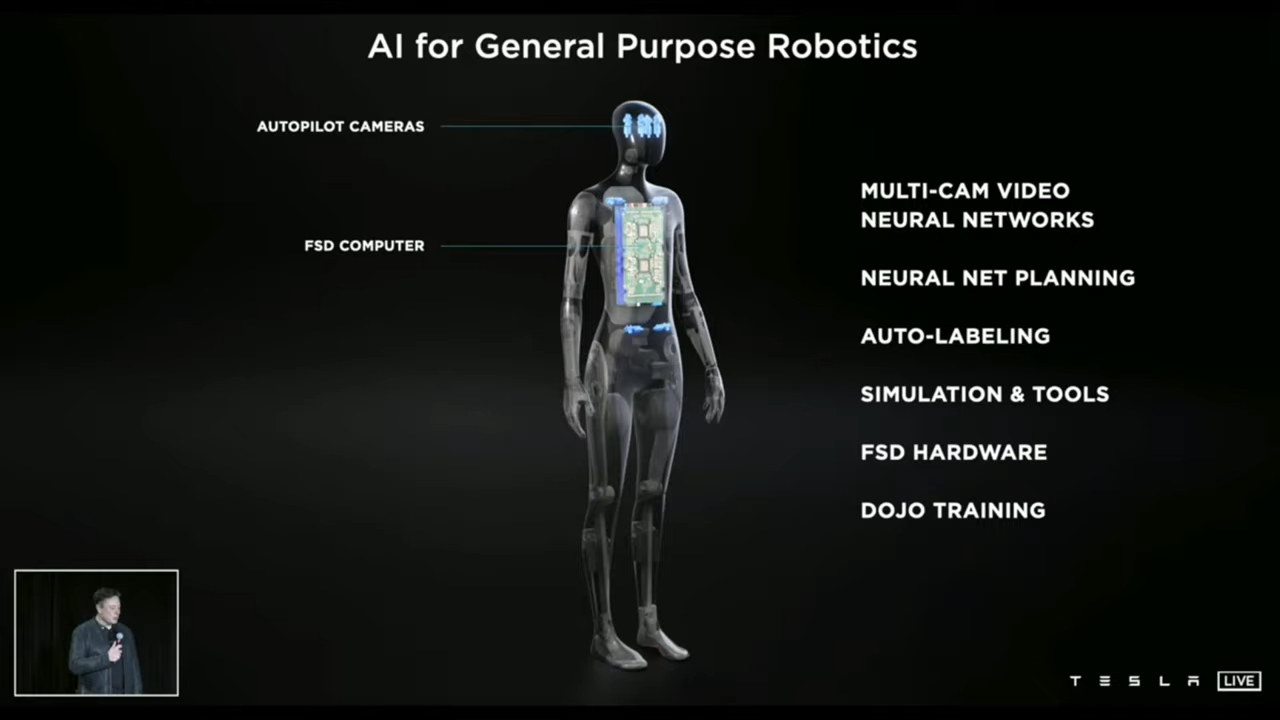 AI for General Purpose Robotics
AUTOPILOT CAMERAS
FSD COMPUTER
MULTI-CAM VIDEO
NEURAL NETWORKS
NEURAL NET PLANNING
AUTO-LABELING
SIMULATION & TOOLS
FSD HARDWARE
DOJO TRAINING
TESLA LIVE